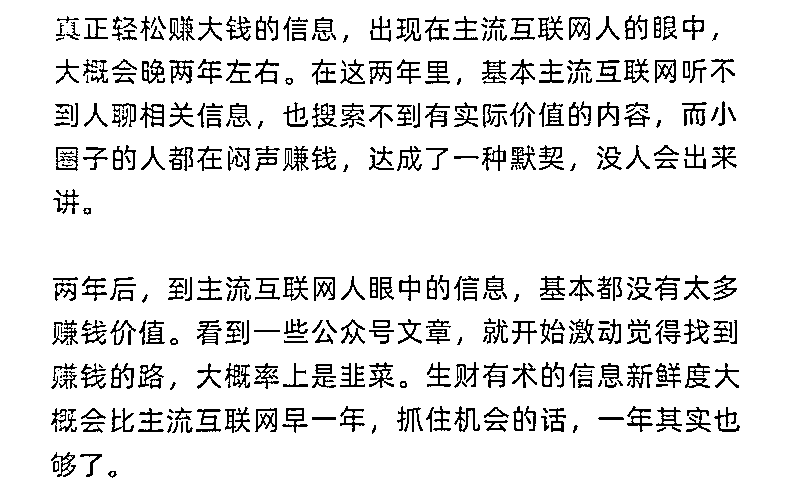 真正轻松赚大钱的信息，出现在主流互联网人的眼中，
大概会晚两年左右。在这两年里，基本主流互联网听不
到人聊相关信息，也搜索不到有实际价值的内容，而小
圈子的人都在闷声赚钱，达成了一种默契，没人会出来
讲。
两年后，到主流互联网人眼中的信息，基本都没有太多
赚钱价值。看到一些公众号文章，就开始激动觉得找到
赚钱的路，大概率上是韭菜。生财有术的信息新鲜度大
概会比主流互联网早一年，抓住机会的话，一年其实也
够了。